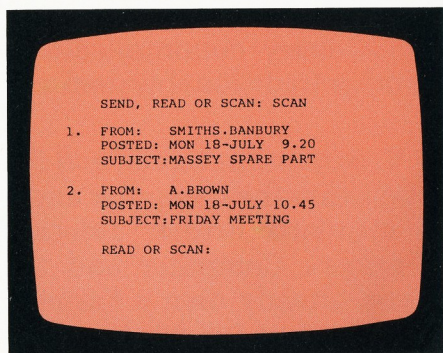 SEND, READ OR SCAN: SCAN
1. FROM: SMITHS.BANBURY
POSTED: MON 18-JULY 9.20
SUBJECT:MASSEY SPARE PART
2. FROM: A.BROWN
POSTED: MON 18-JULY 10.45
SUBJECT:FRIDAY MEETING
READ OR SCAN: